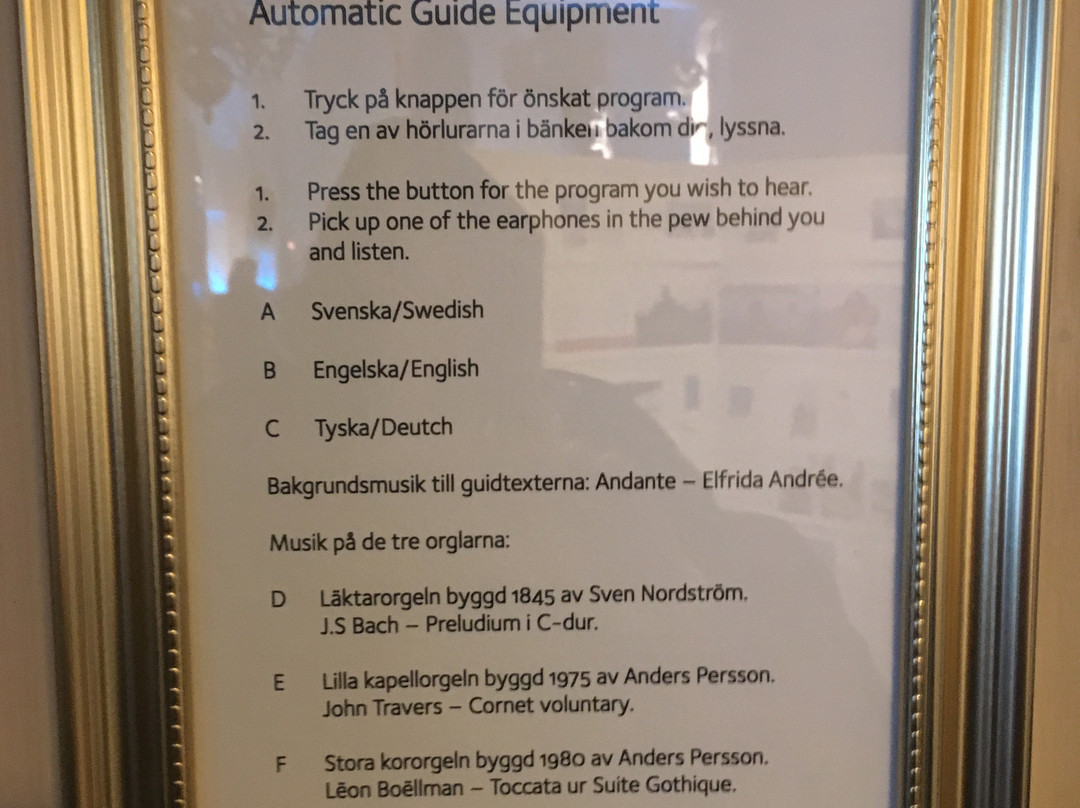 Automatic Guide Equipment
1. Tryck på knappen för önskat program.
2. Tag en av hörlurarna i bänken bakom dig, lyssna.
1. Press the button for the program you wish to hear.
2. Pick up one of the earphones in the pew behind you
and listen.
A Svenska/Swedish
B Engelska/English
C Tyska/Deutch
Bakgrundsmusik till guidtexterna: Andante – Elfrida Andrée.
Musik på de tre orglarna:
D Läktarorgeln byggd 1845 av Sven Nordström.
J.S Bach – Preludium i C-dur.
E Lilla kapellorgeln byggd 1975 av Anders Persson.
John Travers – Cornet voluntary.
F Stora kororgeln byggd 1980 av Anders Persson.
Lēon Boëllman – Toccata ur Suite Gothique.